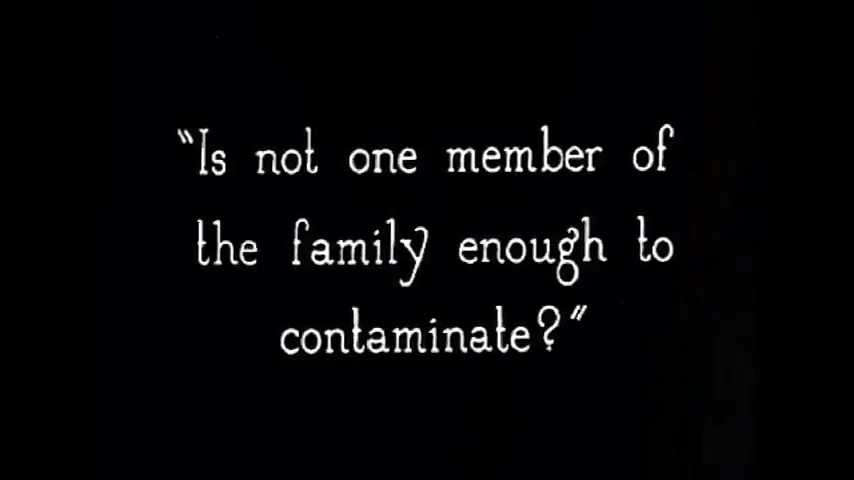 "Is not one member of
the family enough to
contaminate?"